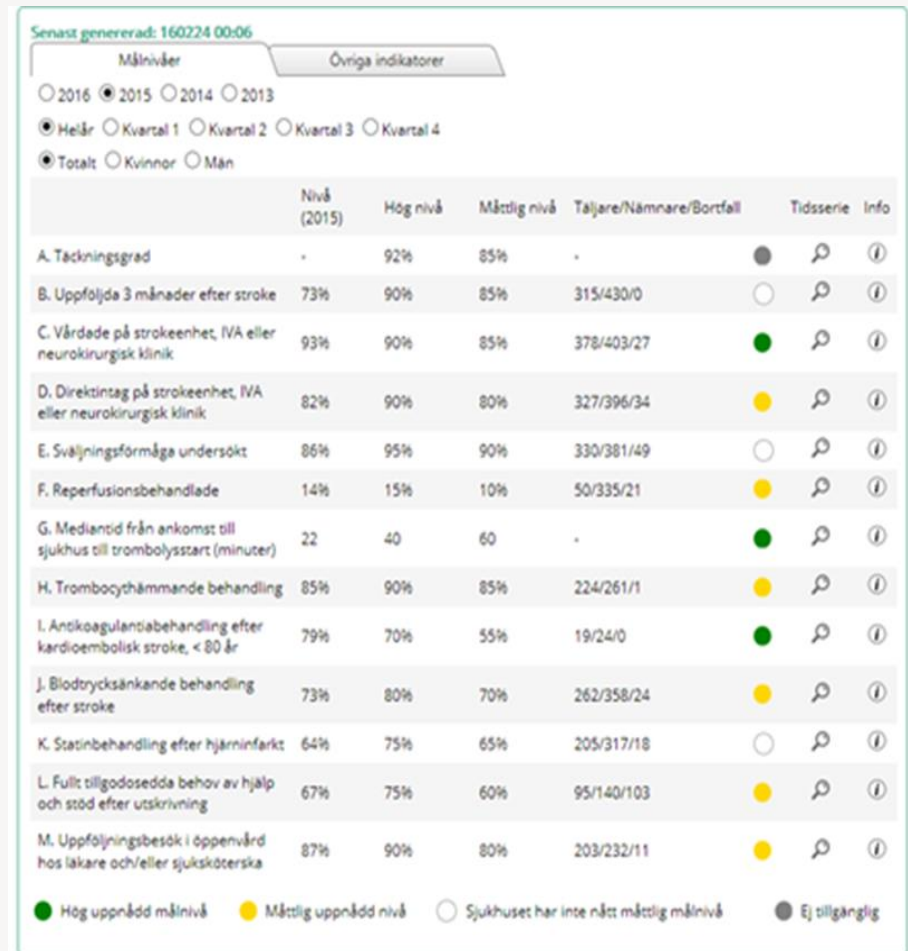 Senast genererad: 160224 00:06
Målnivåer Övriga indikatorer
2016 2015 2014 2013
Helår Kvartal 1 Kvartal 2 Kvartal 3 Kvartal 4
Totalt Kvinnor Män
Nivå (2015) Hög nivå Måttlig nivå Täljare/Nämnare/Bortfall Tidsserie Info
A. Täckningsgrad - 92% 85% -
B. Uppföljda 3 månader efter stroke 73% 90% 85% 315/430/0
C. Vårdade på strokeenhet, IVA eller
neurokirurgisk klinik 93% 90% 85% 378/403/27
D. Direktintag på strokeenhet, IVA
eller neurokirurgisk klinik 82% 90% 80% 327/396/34
E. Sväljningsförmåga undersökt 86% 95% 90% 330/381/49
F. Reperfusionsbehandlade 14% 15% 10% 50/335/21
G. Mediantid från ankomst till
sjukhus till trombolysstart (minuter) 22 40 60 -
H. Trombocythämmande behandling 85% 90% 85% 224/261/1
I. Antikoagulantiabehandling efter
kardioembolisk stroke, < 80 år 79% 70% 55% 19/24/0
J. Blodtryckssänkande behandling
efter stroke 73% 80% 70% 262/358/24
K. Statinbehandling efter hjärninfarkt 64% 75% 65% 205/317/18
L. Fullt tillgodosedda behov av hjälp
och stöd efter utskrivning 67% 75% 60% 95/140/103
M. Uppföljningsbesök i öppenvård
hos läkare och/eller sjuksköterska 87% 90% 80% 203/232/11
Hög uppnådd målnivå Måttlig uppnådd nivå Sjukhuset har inte nått måttlig målnivå Ej tillgänglig